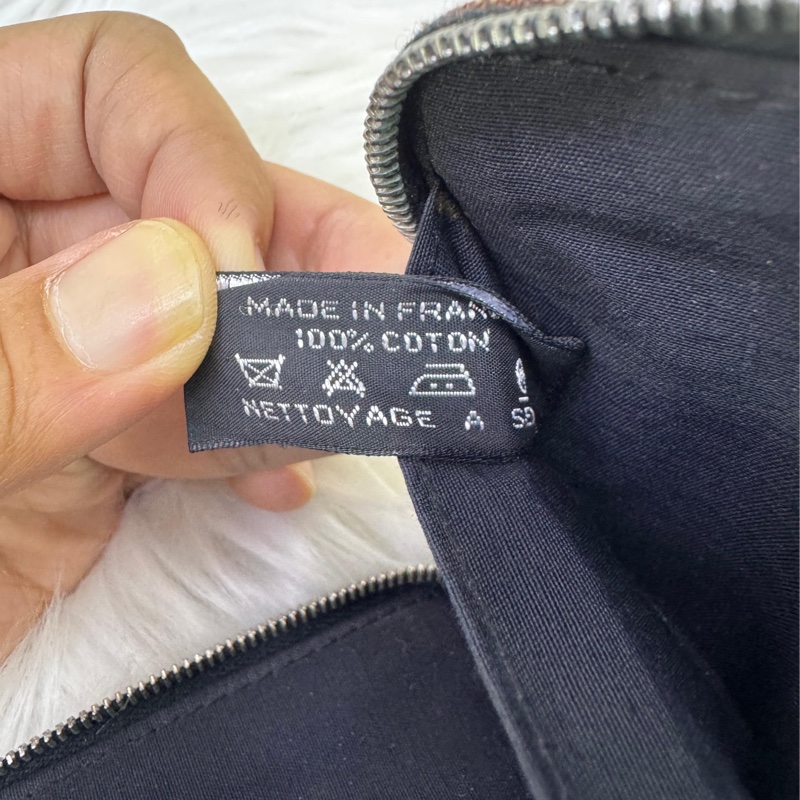 MADE IN FRAN
100% COTON
NETTOYAGE A